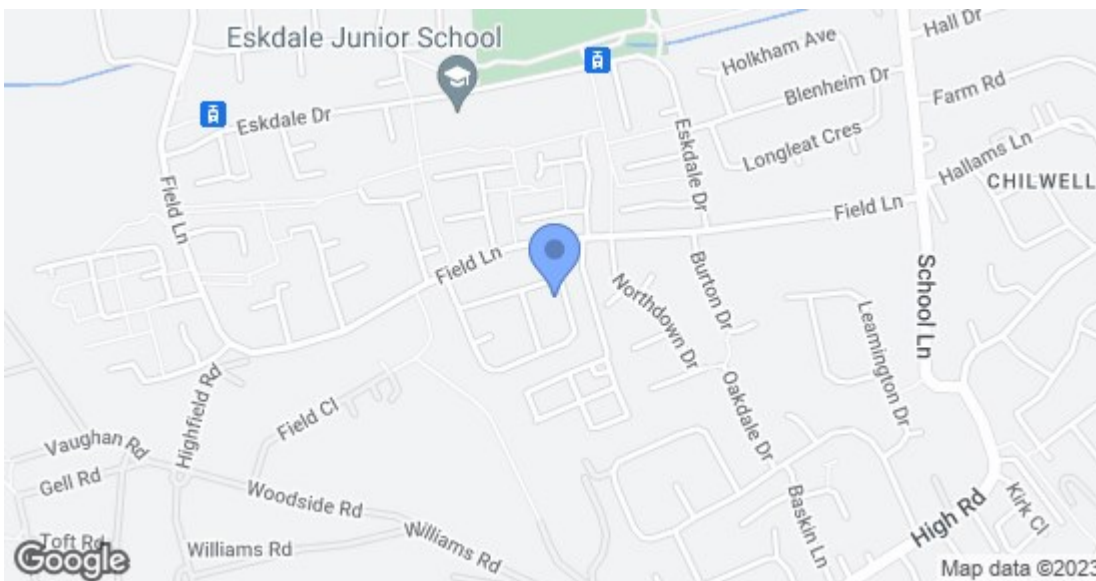 Eskdale Junior School
Hall Dr
Holkham Ave
Blenheim Dr
Farm Rd
Eskdale Dr
Longleat Cres
Hallams Ln
Eskdale Dr
CHILWELL
Field Ln
Field Ln
Field Ln
Burton Dr
Northdown Dr
School Ln
Leamington Dr
Highfield Rd
Field Cl
Oakdale Dr
Vaughan Rd
Gell Rd
Woodside Rd
Baskin Ln
High Rd
Kirk Cl
Toft Rd
Williams Rd
Williams Rd
Google
Map data ©2023